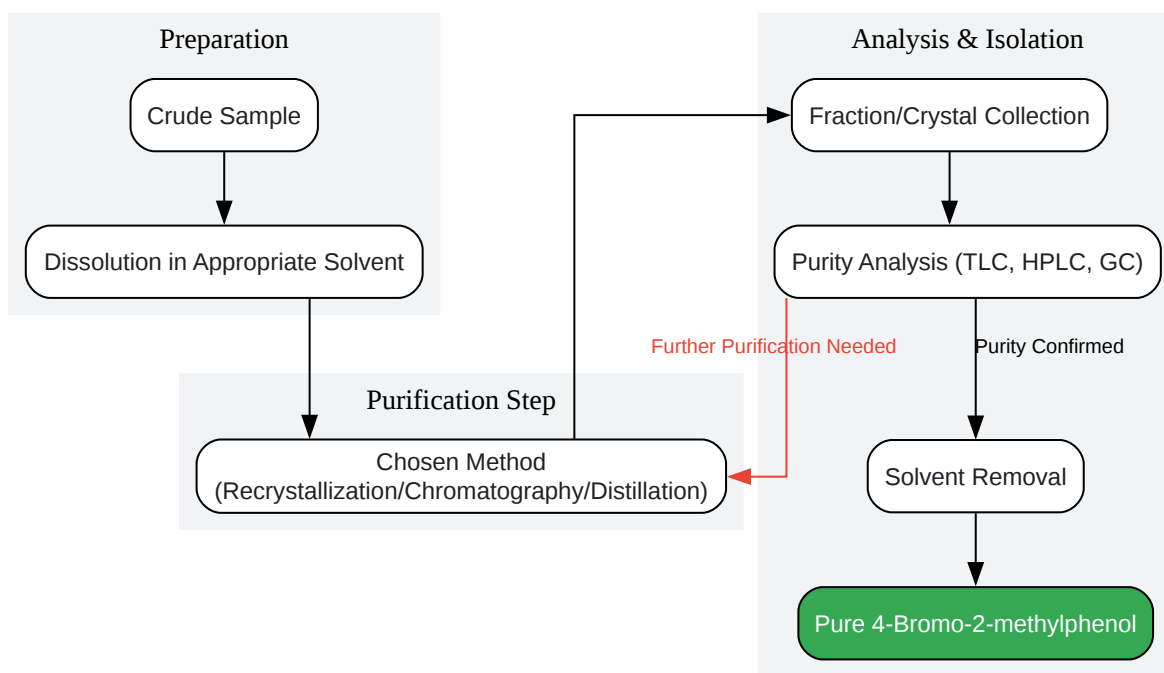 Preparation
Crude Sample
Dissolution in Appropriate Solvent
Purification Step
Chosen Method
(Recrystallization/Chromatography/Distillation)
Analysis & Isolation
Fraction/Crystal Collection
Purity Analysis (TLC, HPLC, GC)
Further Purification Needed
Purity Confirmed
Solvent Removal
Pure 4-Bromo-2-methylphenol